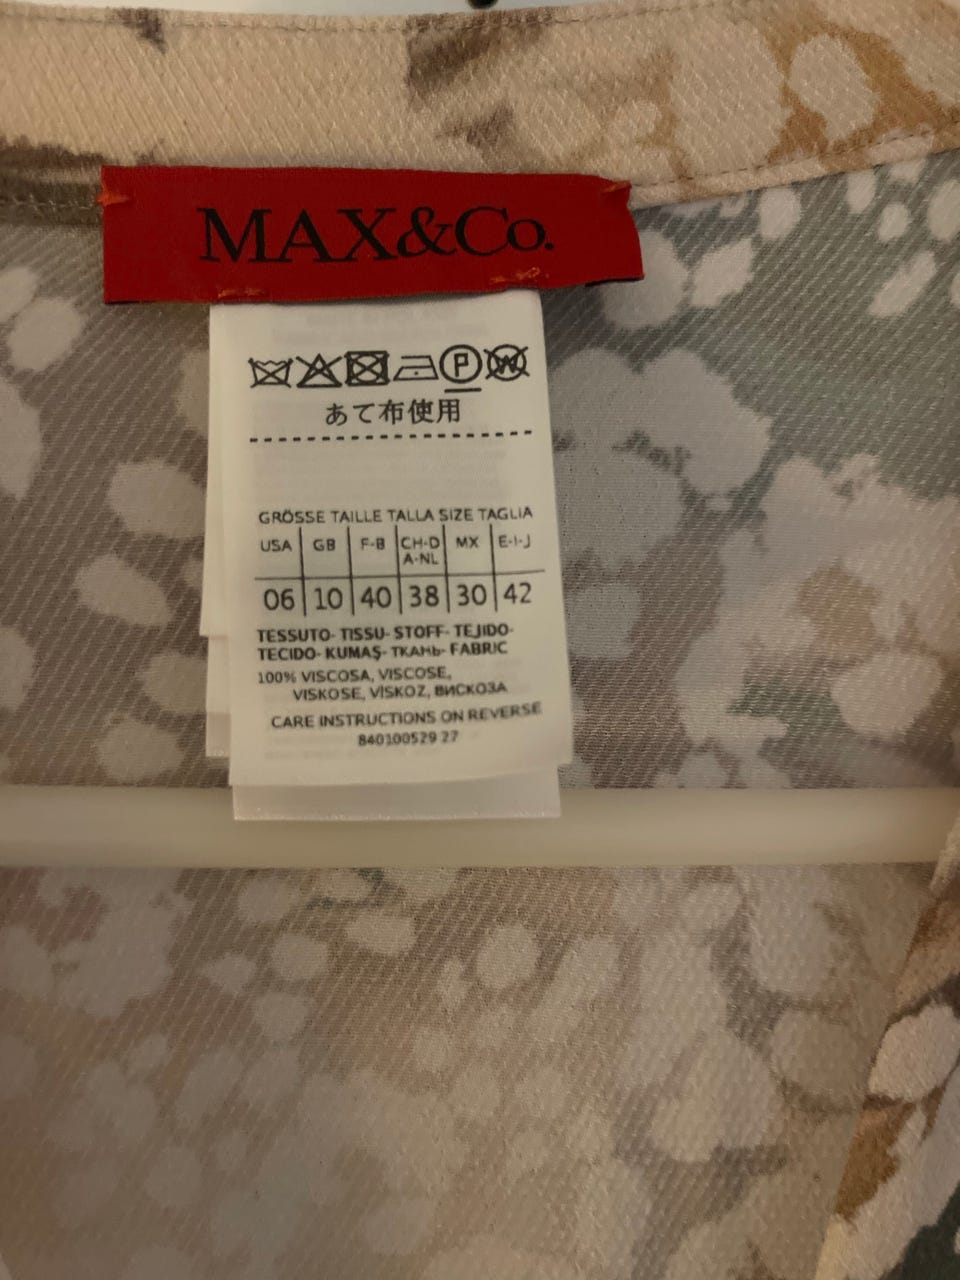 MAX&Co.
P W
あて布使用
GRÖSSE TAILLE TALLA SIZE TAGLIA
USA GB F-B CH-D A-NL MX E-I-J
06 10 40 38 30 42
TESSUTO- TISSU- STOFF- TEJIDO-
TECIDO- KUMAŞ- ТКАНЬ- FABRIC
100% VISCOSA, VISCOSE,
VISKOSE, VİSKOZ, ВИСКОЗА
CARE INSTRUCTIONS ON REVERSE
840100529 27